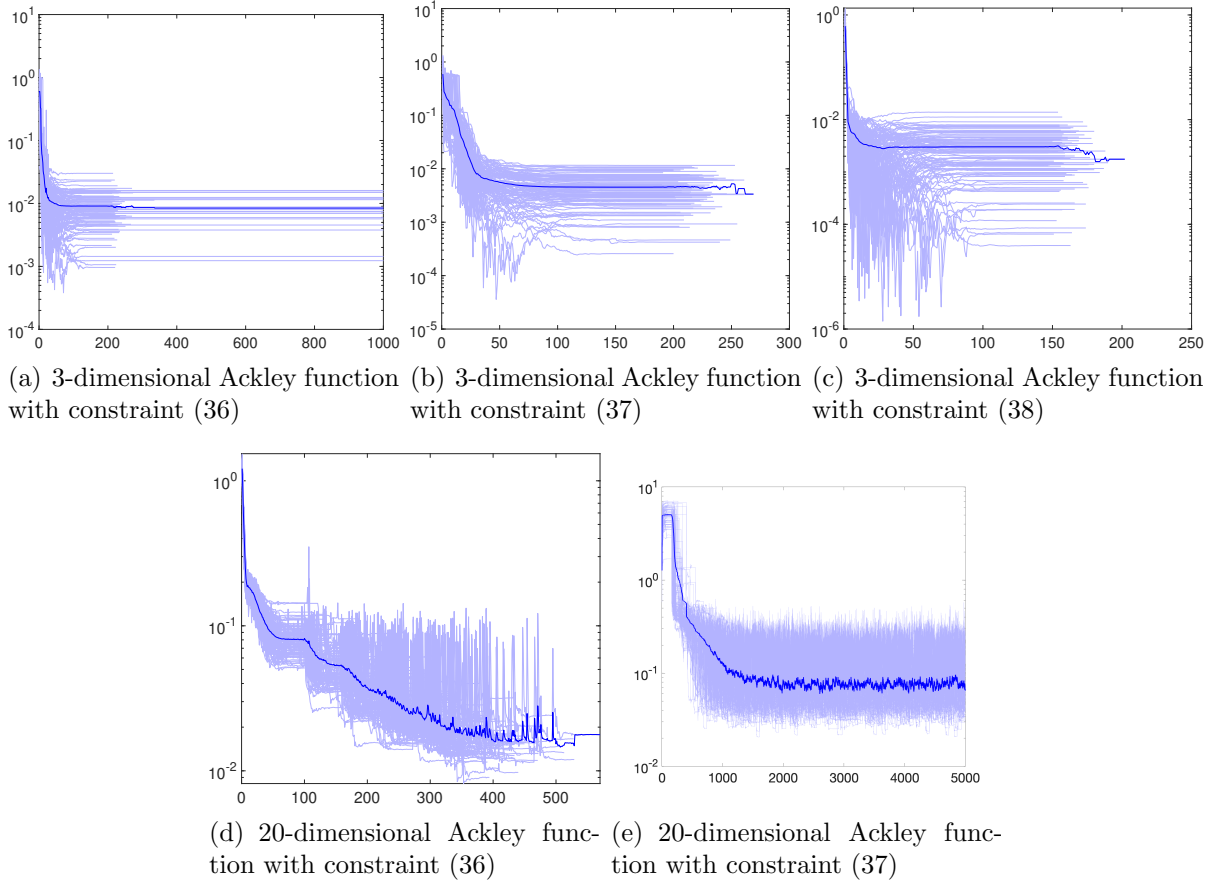 10^1
10^0
10^-1
10^-2
10^-3
10^-4
0 200 400 600 800 1000
10^1
10^0
10^-1
10^-2
10^-3
10^-4
10^-5
0 50 100 150 200 250 300
10^0
10^-2
10^-4
10^-6
0 50 100 150 200 250
(a) 3-dimensional Ackley function
with constraint (36)
(b) 3-dimensional Ackley function
with constraint (37)
(c) 3-dimensional Ackley function
with constraint (38)
10^0
10^-1
10^-2
0 100 200 300 400 500
10^1
10^0
10^-1
10^-2
0 1000 2000 3000 4000 5000
(d) 20-dimensional Ackley func-
tion with constraint (36)
(e) 20-dimensional Ackley func-
tion with constraint (37)